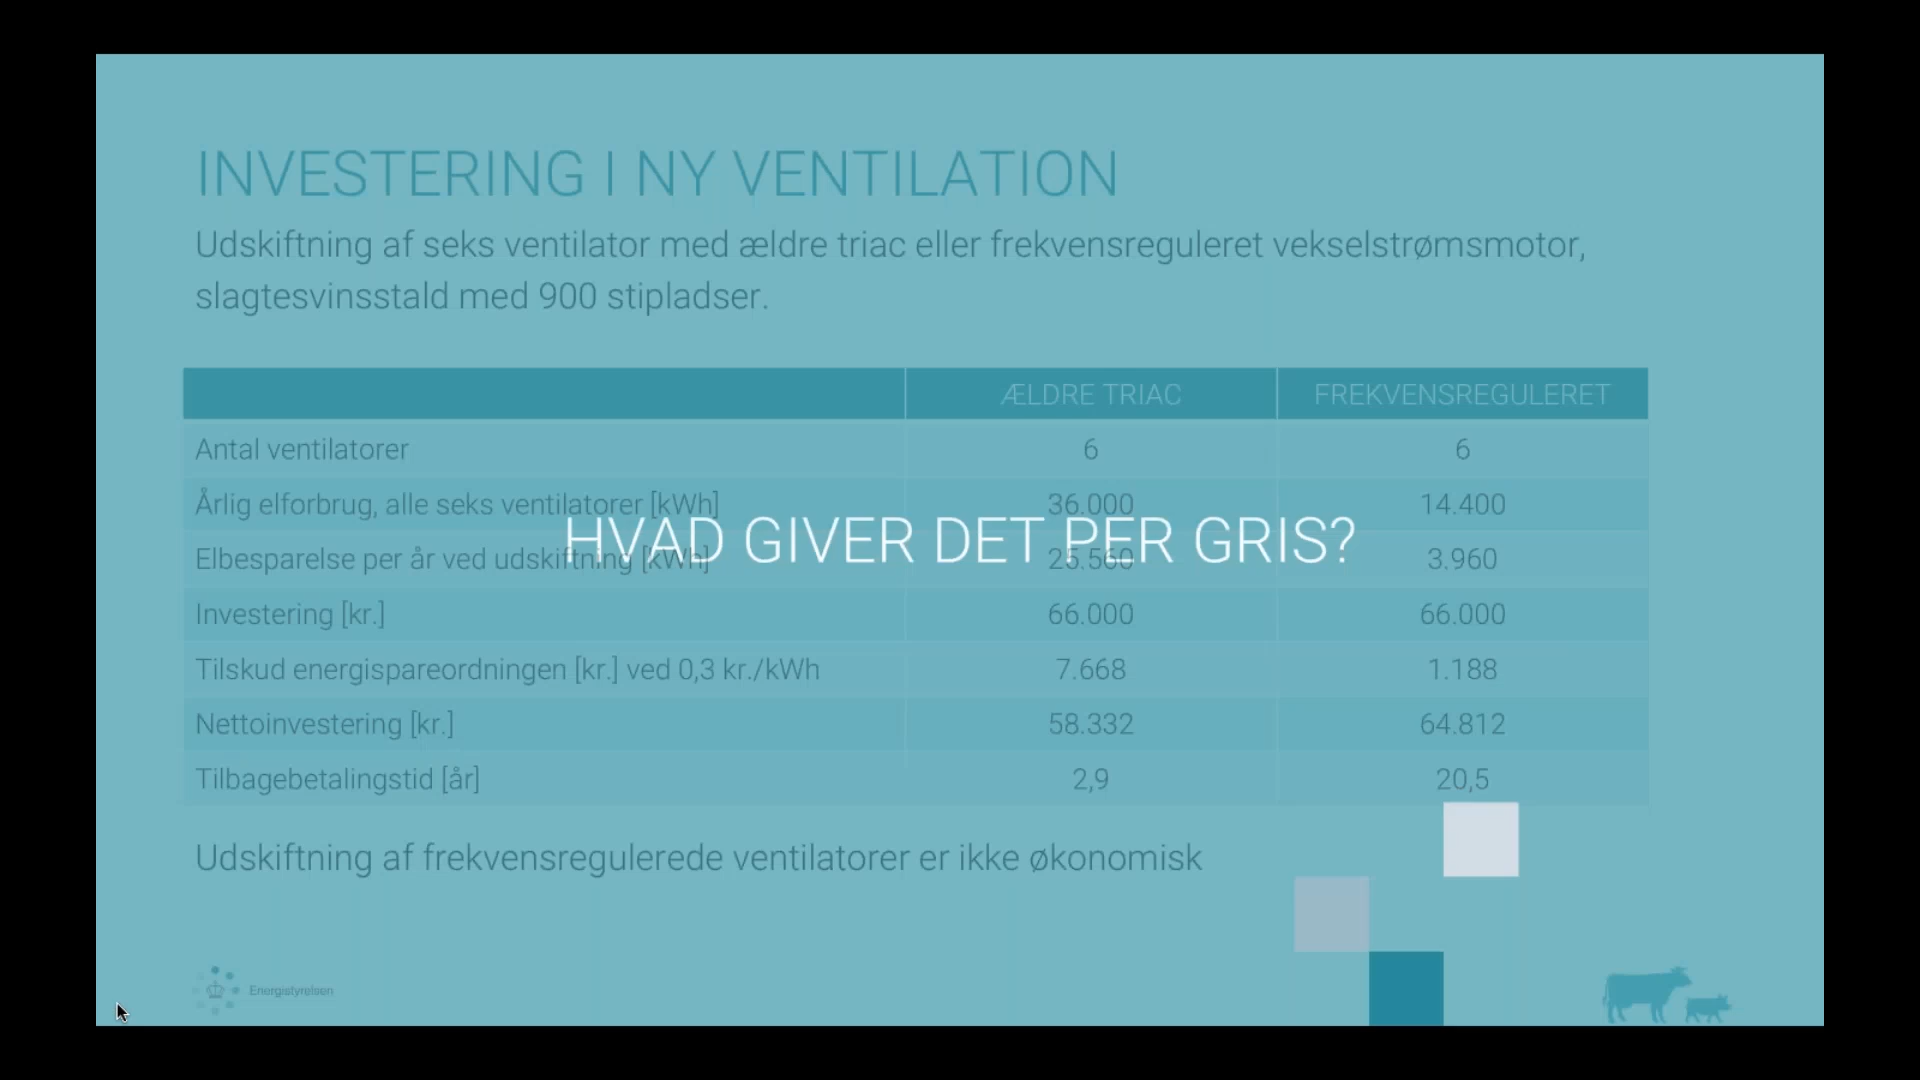 INVESTERING I NY VENTILATION
Udskiftning af seks ventilator med ældre triac eller frekvensreguleret vekselstrømsmotor,
slagtesvinsstald med 900 stipladser.
ÆLDRE TRIAC FREKVENSREGULERET
Antal ventilatorer 6 6
Årlig elforbrug, alle seks ventilatorer [kWh] 36.000 14.400
HVAD GIVER DET PER GRIS?
Elbesparelse per år ved udskiftning [kWh] 25.560 3.960
Investering [kr.] 66.000 66.000
Tilskud energispareordningen [kr.] ved 0,3 kr./kWh 7.668 1.188
Nettoinvestering [kr.] 58.332 64.812
Tilbagebetalingstid [år] 2,9 20,5
Udskiftning af frekvensregulerede ventilatorer er ikke økonomisk
Energistyrelsen